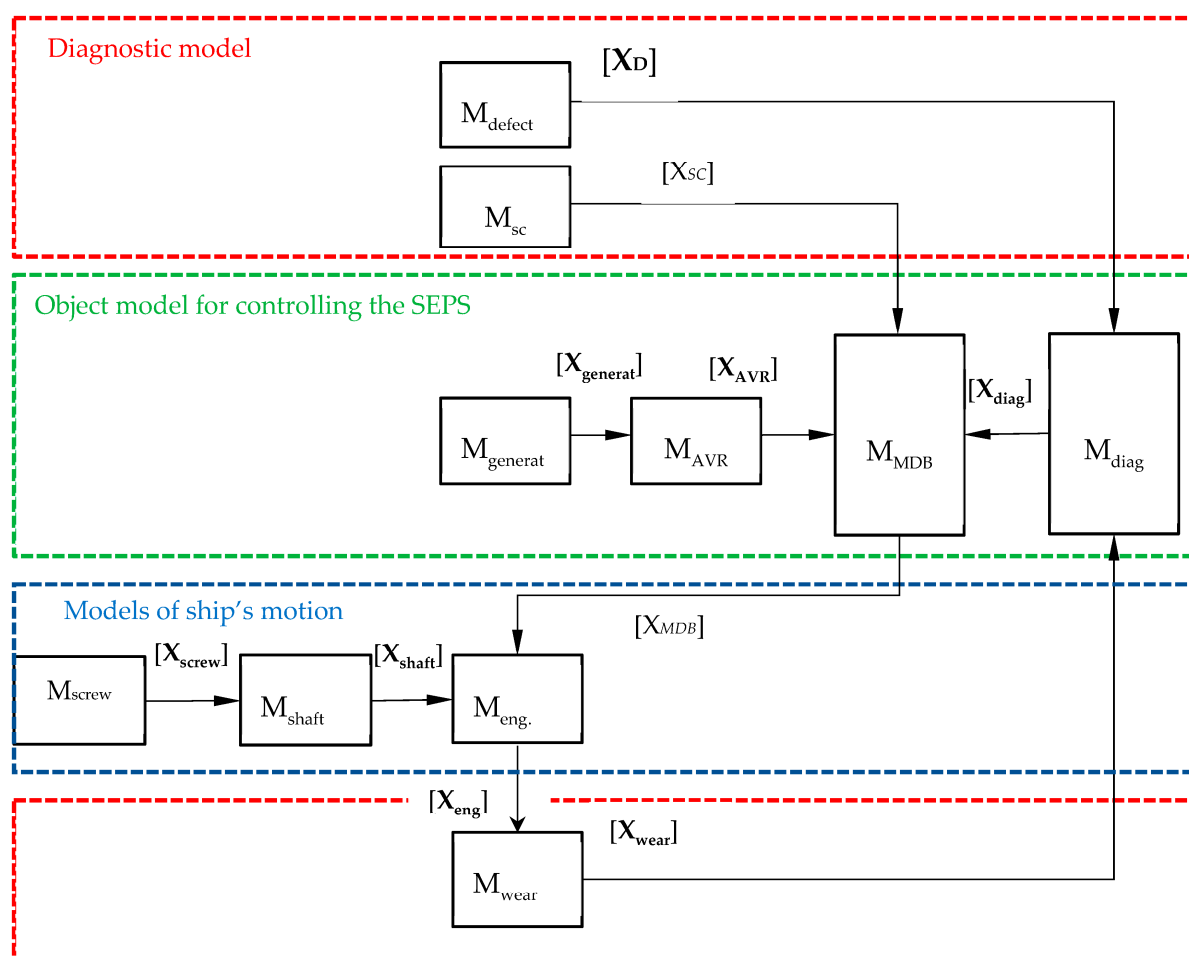 Diagnostic model
[XD]
Mdefect
[XSC]
Msc
Object model for controlling the SEPS
[Xgenerat]
[XAVR]
[Xdiag]
Mgenerat
MAVR
MMDB
Mdiag
Models of ship’s motion
[XMDB]
[Xscrew]
[Xshaft]
Mscrew
Mshaft
Meng.
[Xeng]
[Xwear]
Mwear